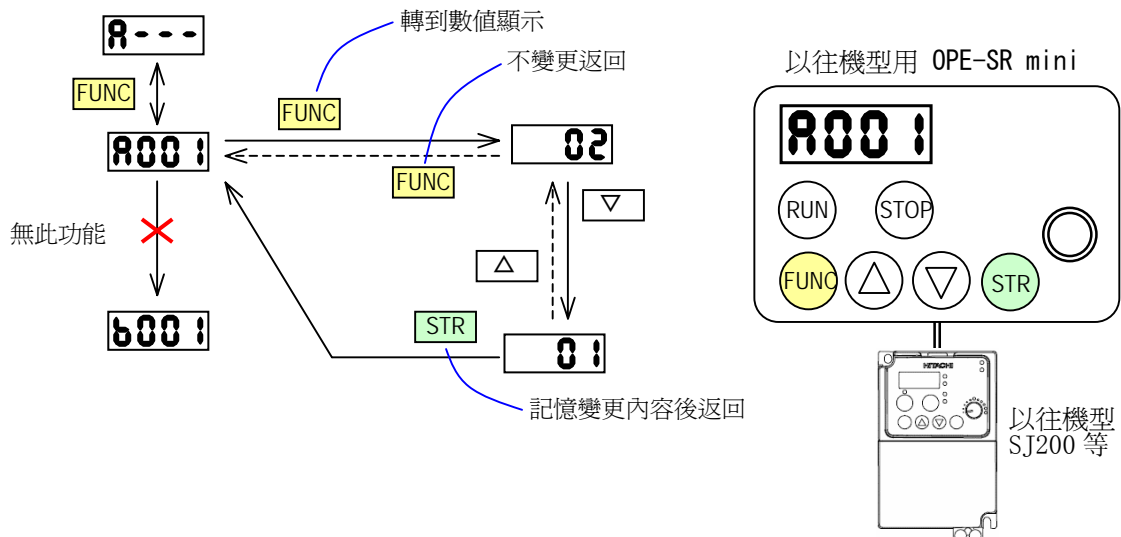 A---
轉到數值顯示
不變更返回
以往機型用 OPE-SR mini
FUNC
FUNC
A001
A001
02
FUNC
▽
RUN
STOP
無此功能
△
FUNC
△
▽
STR
b001
STR
01
HITACHI
記憶變更內容後返回
以往機型
SJ200 等